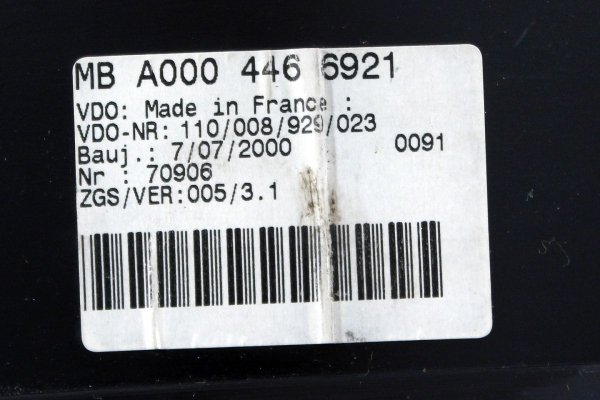 MB A000 446 6921
VDO: Made in France :
VDO-NR: 110/008/929/023
Bauj.: 7/07/2000 0091
Nr : 70906
ZGS/VER:005/3.1